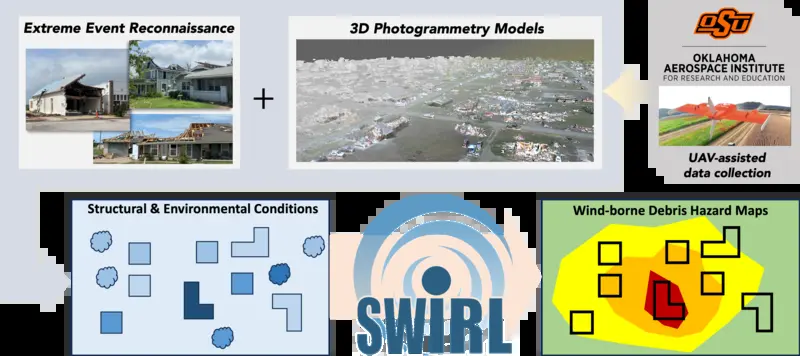 Extreme Event Reconnaissance
+
3D Photogrammetry Models
OSU
OKLAHOMA
AEROSPACE INSTITUTE
FOR RESEARCH AND EDUCATION
UAV-assisted
data collection
Structural & Environmental Conditions
SWIRL
Wind-borne Debris Hazard Maps